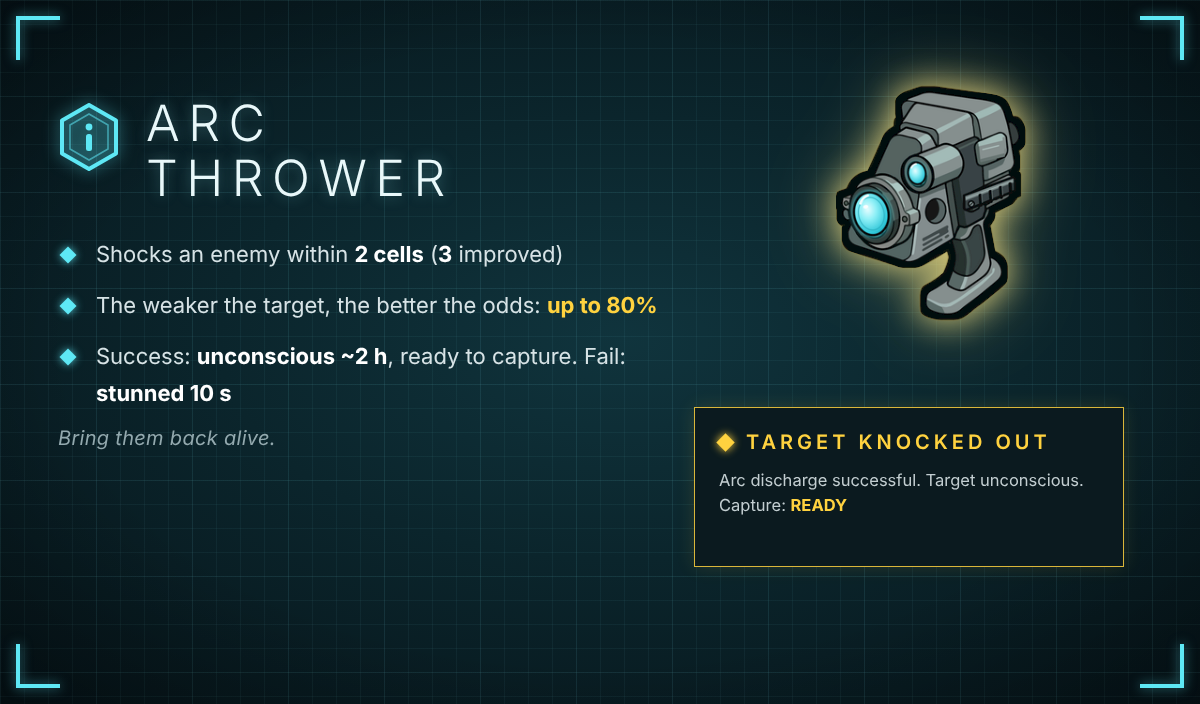 ARC
THROWER
Shocks an enemy within 2 cells (3 improved)
The weaker the target, the better the odds: up to 80%
Success: unconscious ~2 h, ready to capture. Fail:
stunned 10 s
Bring them back alive.
TARGET KNOCKED OUT
Arc discharge successful. Target unconscious.
Capture: READY